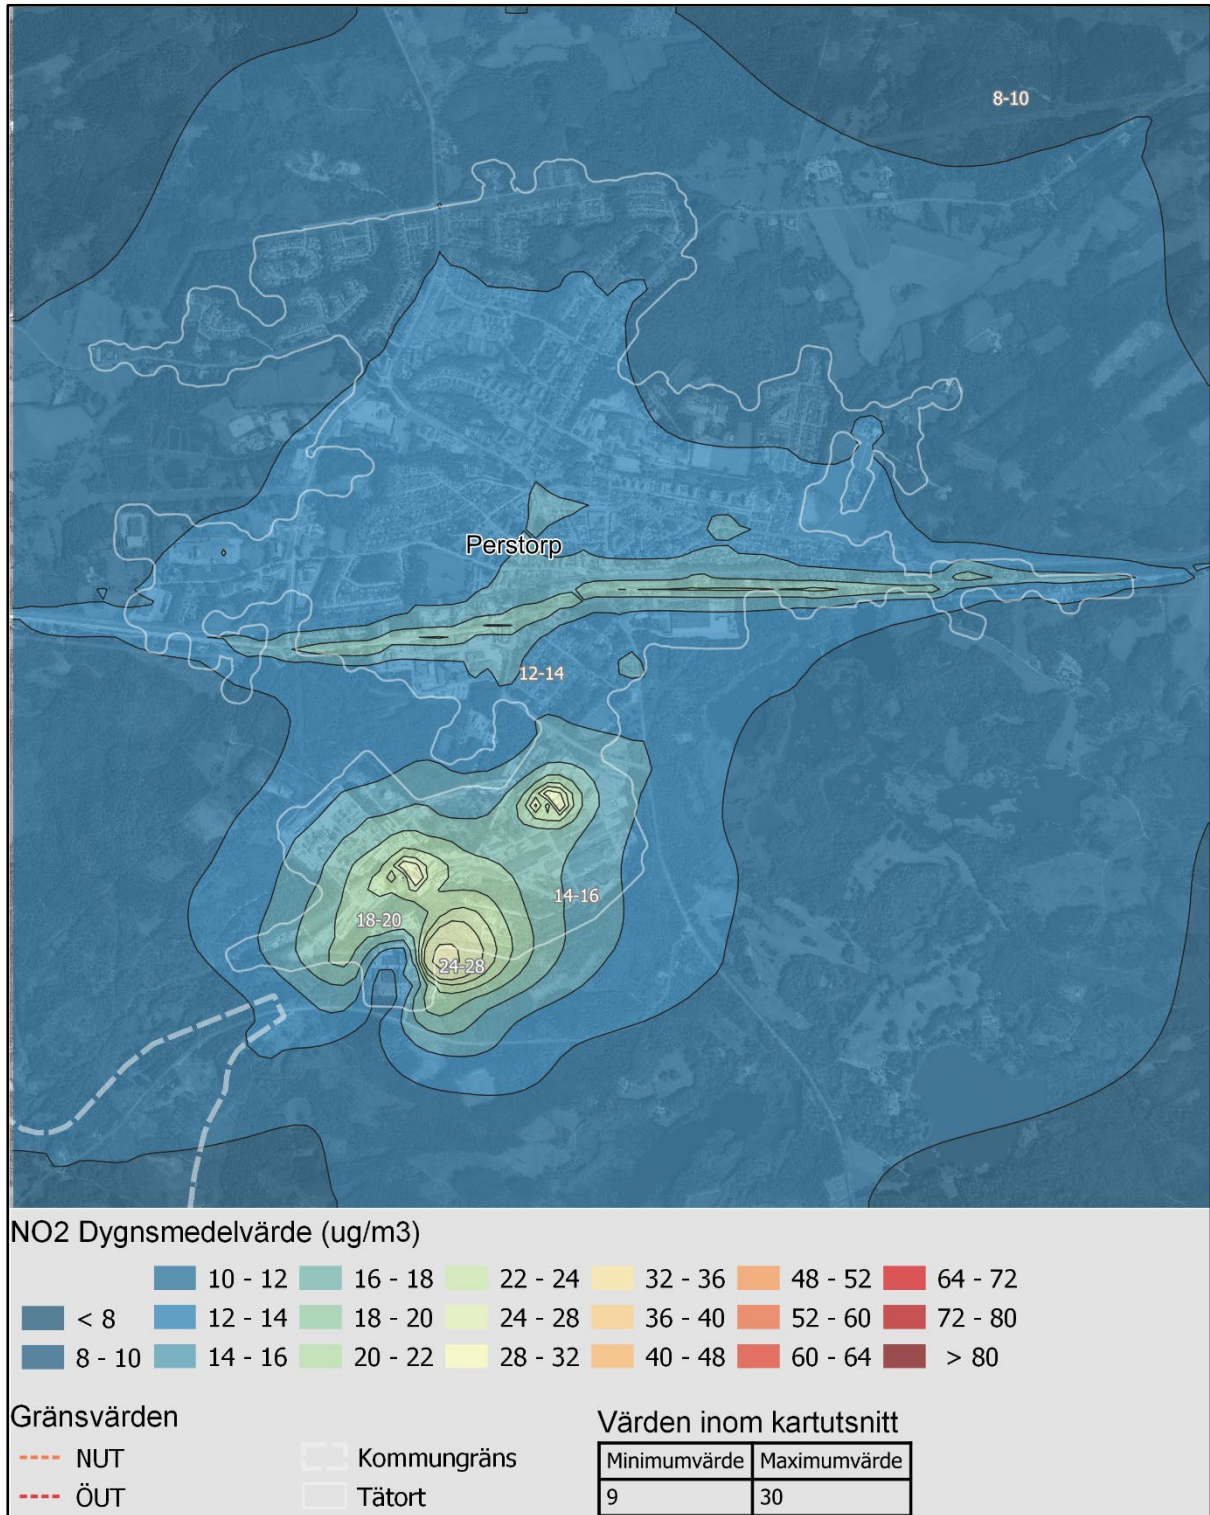 8-10
Perstorp
12-14
14-16
18-20
24-28
NO2 Dygnsmedelvärde (ug/m3)
10 - 12 16 - 18 22 - 24 32 - 36 48 - 52 64 - 72
< 8 12 - 14 18 - 20 24 - 28 36 - 40 52 - 60 72 - 80
8 - 10 14 - 16 20 - 22 28 - 32 40 - 48 60 - 64 > 80
Gränsvärden Värden inom kartutsnitt
NUT Kommungräns Minimumvärde Maximumvärde
ÖUT Tätort 9 30